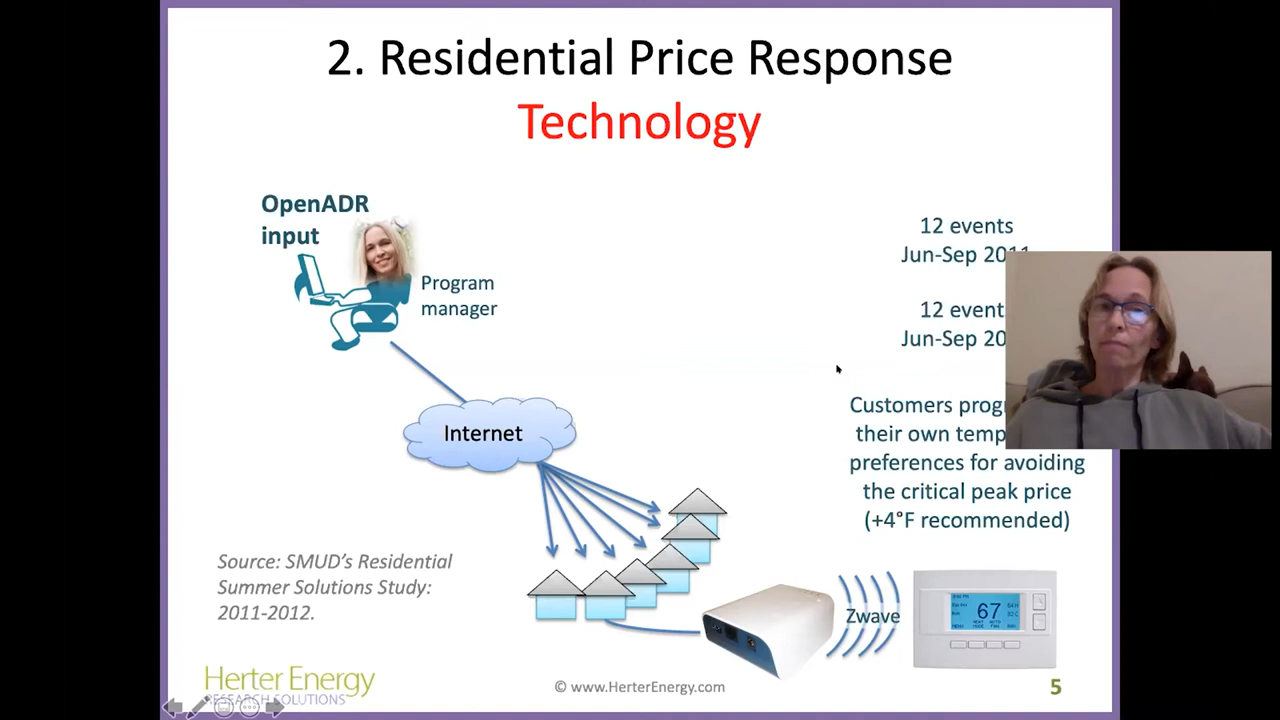 2. Residential Price Response
Technology
OpenADR
input
Program
manager
12 events
Jun-Sep 2011
12 event
Jun-Sep 20
Internet
Customers prog
their own temp
preferences for avoiding
the critical peak price
(+4°F recommended)
Source: SMUD's Residential
Summer Solutions Study:
2011-2012.
Zwave
67
Herter Energy
RESEARCH SOLUTIONS
© www.HerterEnergy.com
5